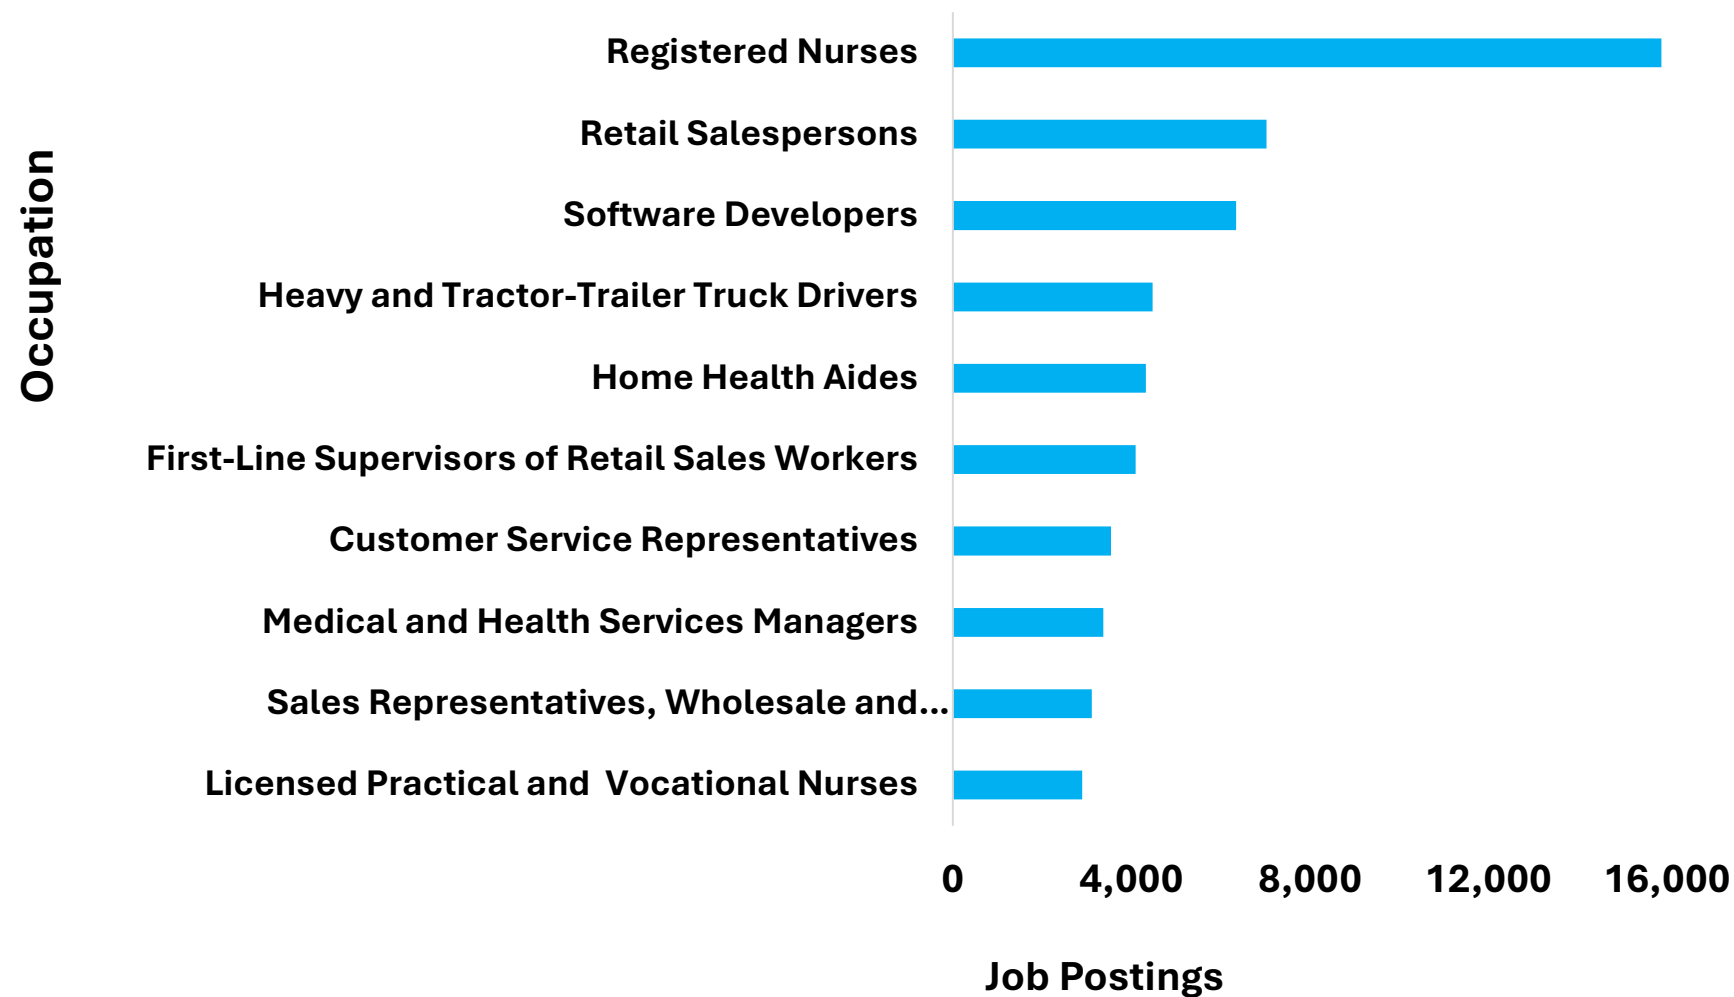 Occupation
Registered Nurses
Retail Salespersons
Software Developers
Heavy and Tractor-Trailer Truck Drivers
Home Health Aides
First-Line Supervisors of Retail Sales Workers
Customer Service Representatives
Medical and Health Services Managers
Sales Representatives, Wholesale and...
Licensed Practical and  Vocational Nurses
0 4,000 8,000 12,000 16,000
Job Postings